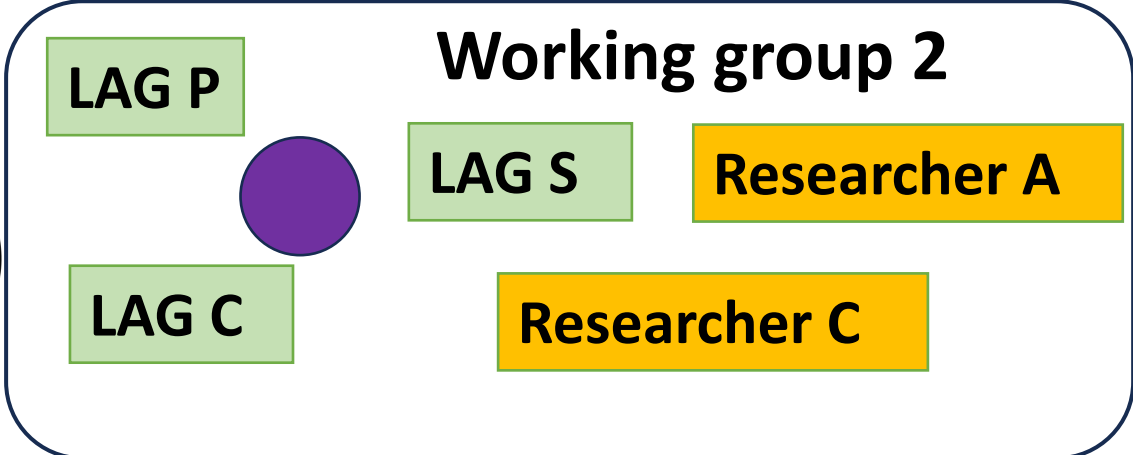 Working group 2
LAG P
LAG S
Researcher A
LAG C
Researcher C